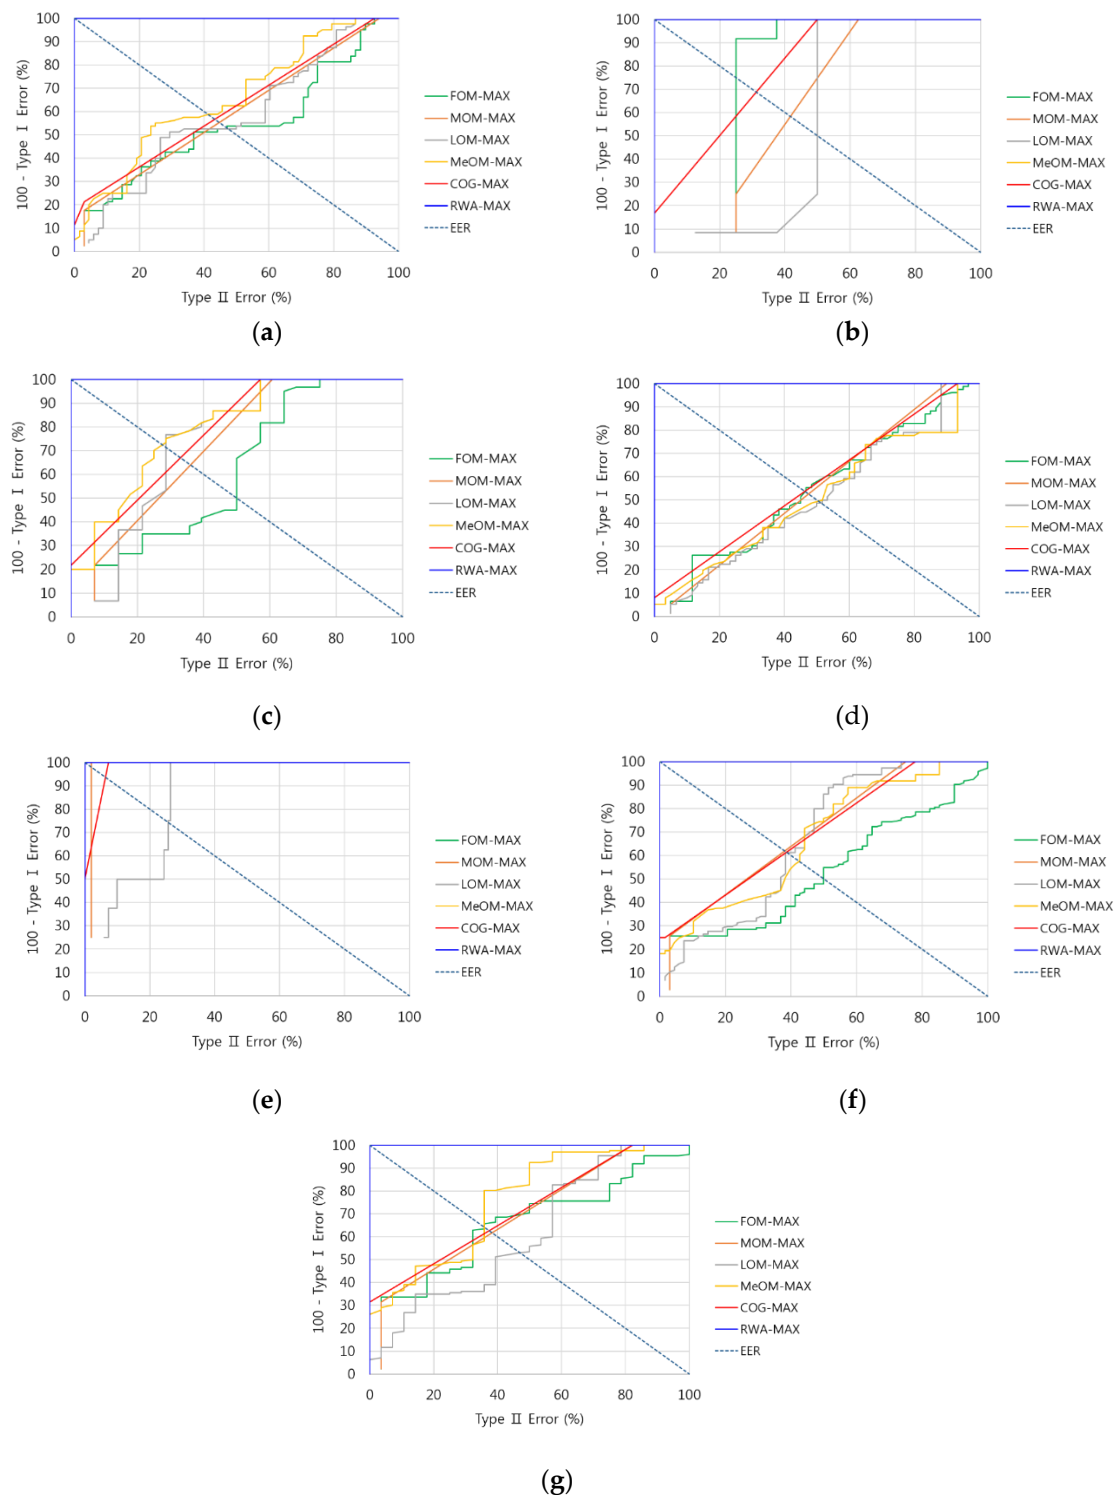 100 - Type Ⅰ Error (%)
100
90
80
70
60
50
40
30
20
10
0
0 20 40 60 80 100
Type Ⅱ Error (%)
FOM-MAX
MOM-MAX
LOM-MAX
MeOM-MAX
COG-MAX
RWA-MAX
EER
(a)
100 - Type Ⅰ Error (%)
100
90
80
70
60
50
40
30
20
10
0
0 20 40 60 80 100
Type Ⅱ Error (%)
FOM-MAX
MOM-MAX
LOM-MAX
MeOM-MAX
COG-MAX
RWA-MAX
EER
(b)
100 - Type Ⅰ Error (%)
100
90
80
70
60
50
40
30
20
10
0
0 20 40 60 80 100
Type Ⅱ Error (%)
FOM-MAX
MOM-MAX
LOM-MAX
MeOM-MAX
COG-MAX
RWA-MAX
EER
(c)
100 - Type Ⅰ Error (%)
100
90
80
70
60
50
40
30
20
10
0
0 20 40 60 80 100
Type Ⅱ Error (%)
FOM-MAX
MOM-MAX
LOM-MAX
MeOM-MAX
COG-MAX
RWA-MAX
EER
(d)
100 - Type Ⅰ Error (%)
100
90
80
70
60
50
40
30
20
10
0
0 20 40 60 80 100
Type Ⅱ Error (%)
FOM-MAX
MOM-MAX
LOM-MAX
MeOM-MAX
COG-MAX
RWA-MAX
EER
(e)
100 - Type Ⅰ Error (%)
100
90
80
70
60
50
40
30
20
10
0
0 20 40 60 80 100
Type Ⅱ Error (%)
FOM-MAX
MOM-MAX
LOM-MAX
MeOM-MAX
COG-MAX
RWA-MAX
EER
(f)
100 - Type Ⅰ Error (%)
100
90
80
70
60
50
40
30
20
10
0
0 20 40 60 80 100
Type Ⅱ Error (%)
FOM-MAX
MOM-MAX
LOM-MAX
MeOM-MAX
COG-MAX
RWA-MAX
EER
(g)